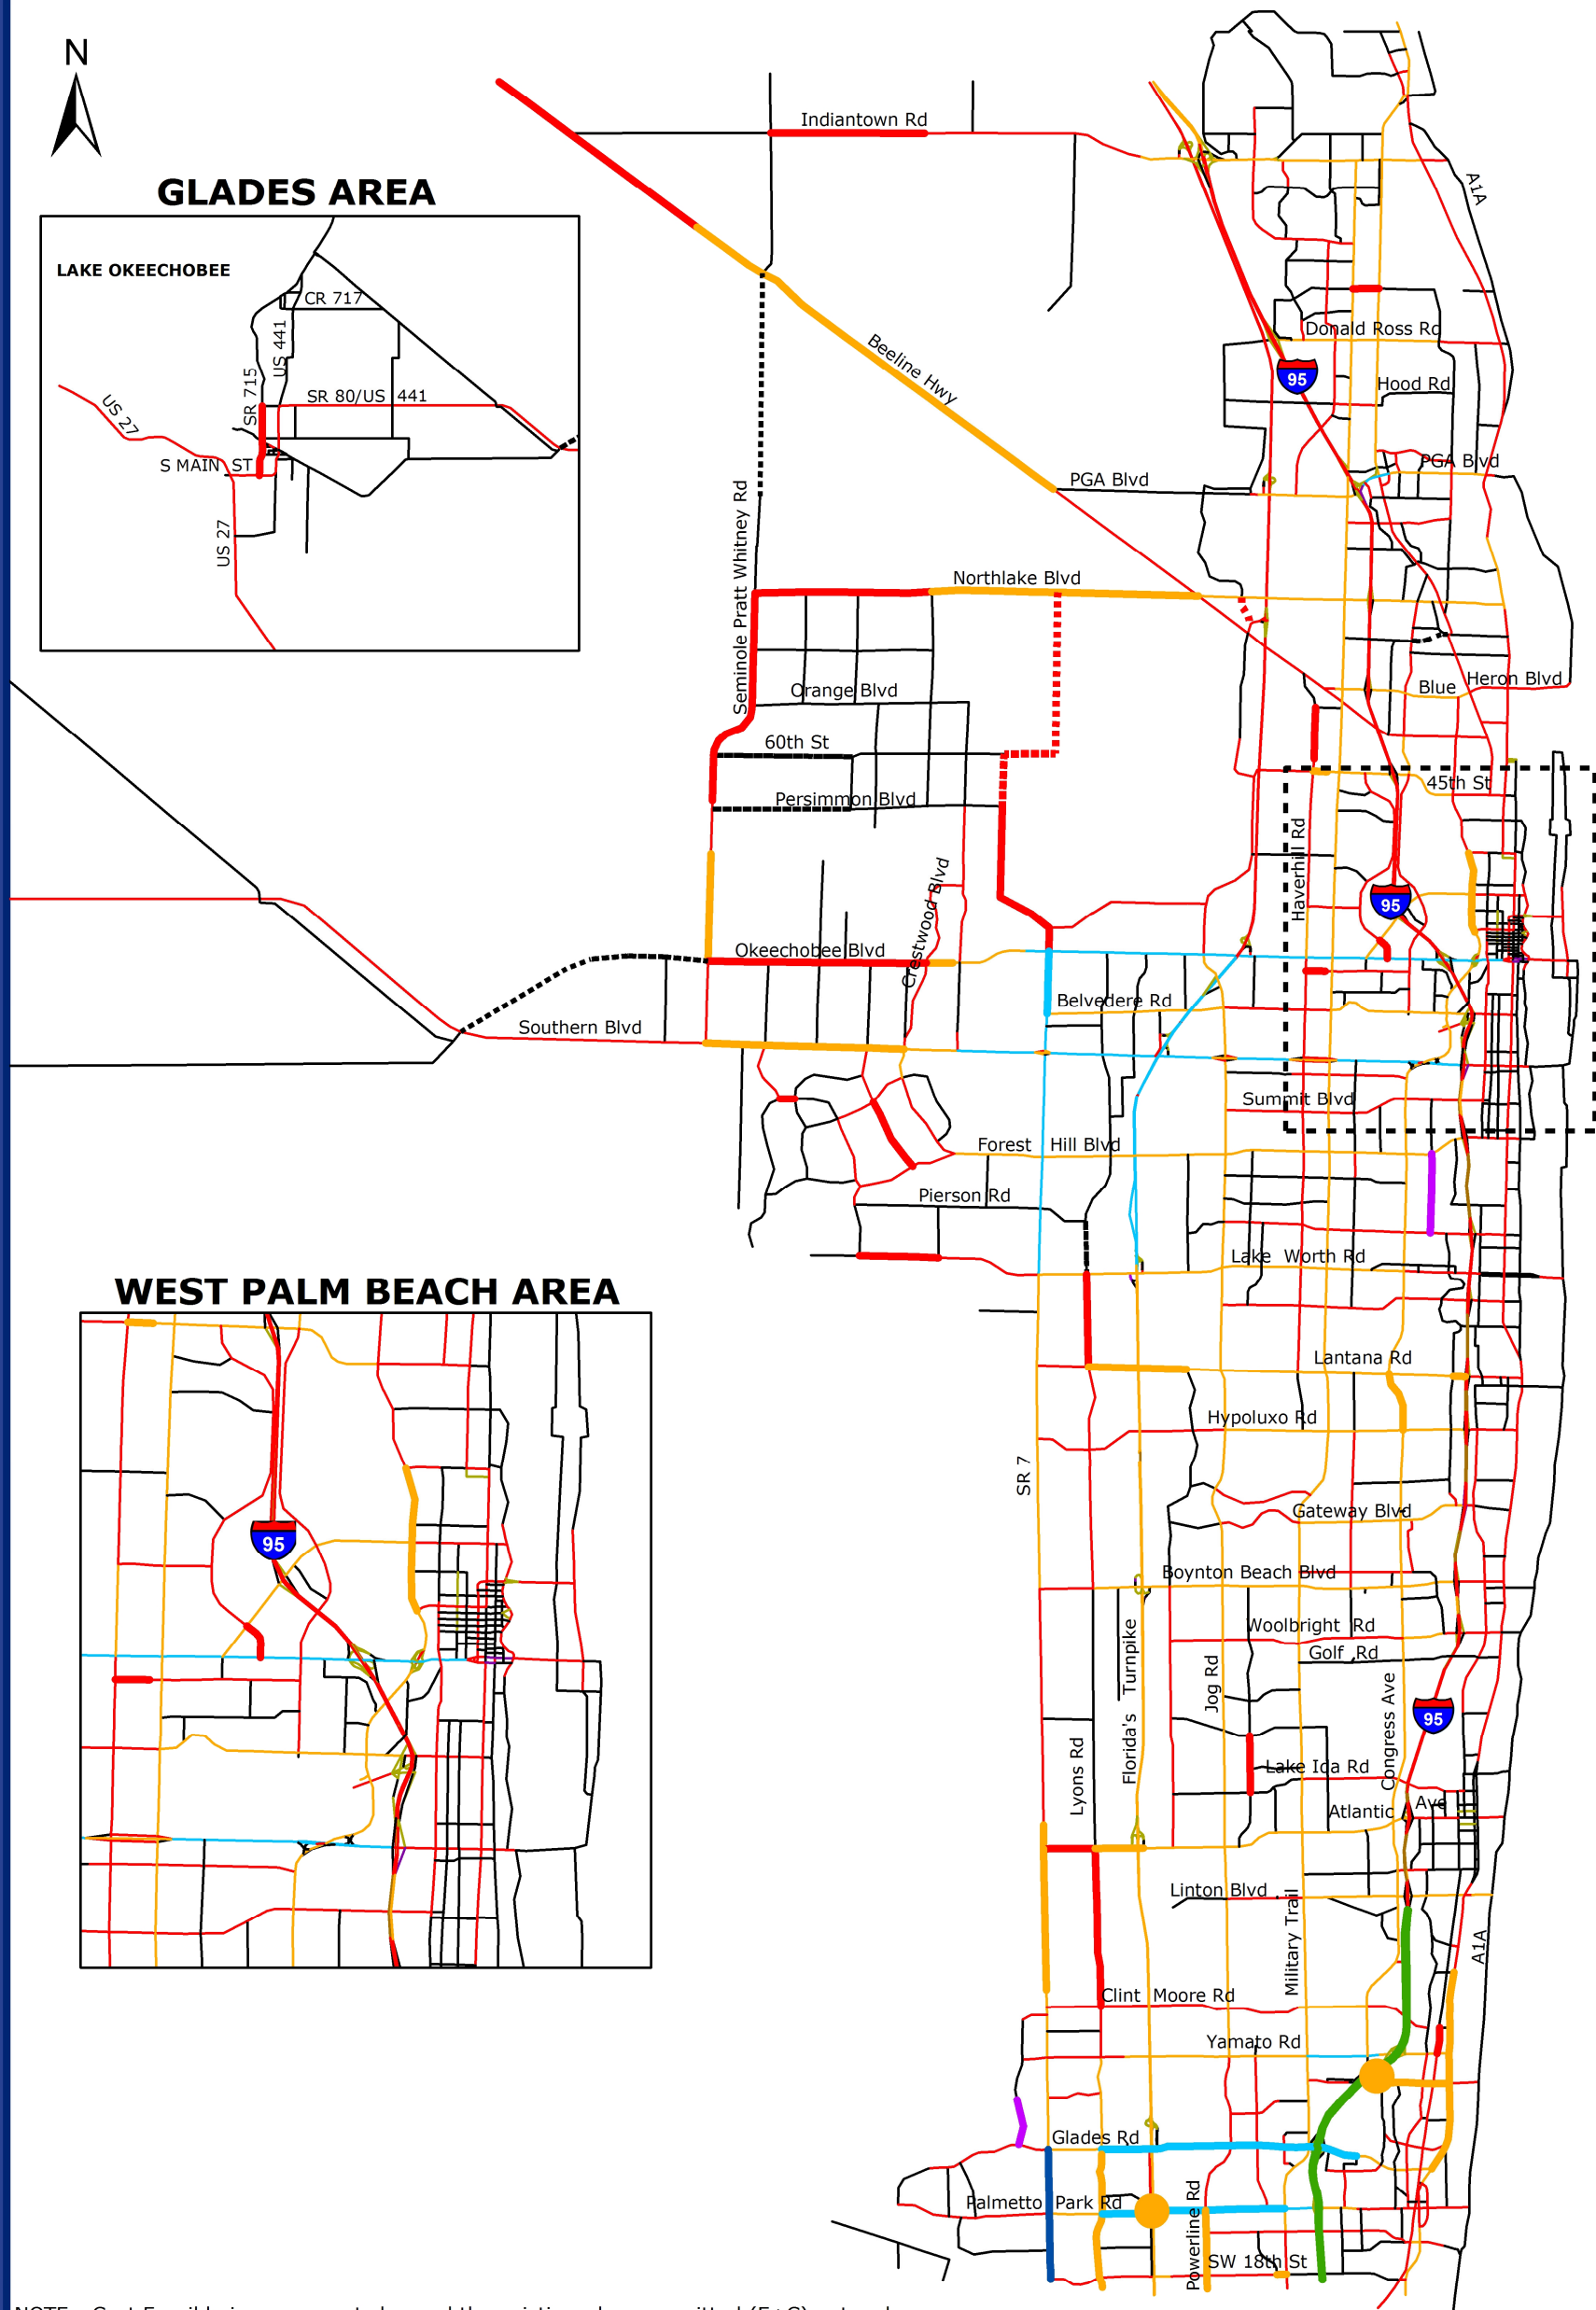 N
Indiantown Rd
A1A
GLADES AREA
LAKE OKEECHOBEE
CR 717
US 441
SR 715
SR 80/US 441
US 27
S MAIN ST
US 27
Donald Ross Rd
95
Hood Rd
Beeline Hwy
PGA Blvd
PGA Blvd
Seminole Pratt Whitney Rd
Northlake Blvd
Blue Heron Blvd
Orange Blvd
60th St
Persimmon Blvd
45th St
Haverhill Rd
95
Crestwood Blvd
Okeechobee Blvd
Belvedere Rd
Southern Blvd
Summit Blvd
Forest Hill Blvd
Pierson Rd
Lake Worth Rd
WEST PALM BEACH AREA
95
Lantana Rd
Hypoluxo Rd
SR 7
Gateway Blvd
Boynton Beach Blvd
Woolbright Rd
Golf Rd
Florida's Turnpike
Jog Rd
Congress Ave
95
Lyons Rd
Lake Ida Rd
Atlantic Ave
Linton Blvd
Military Trail
A1A
Clint Moore Rd
Yamato Rd
Glades Rd
Palmetto Park Rd
Powerline Rd
SW 18th St